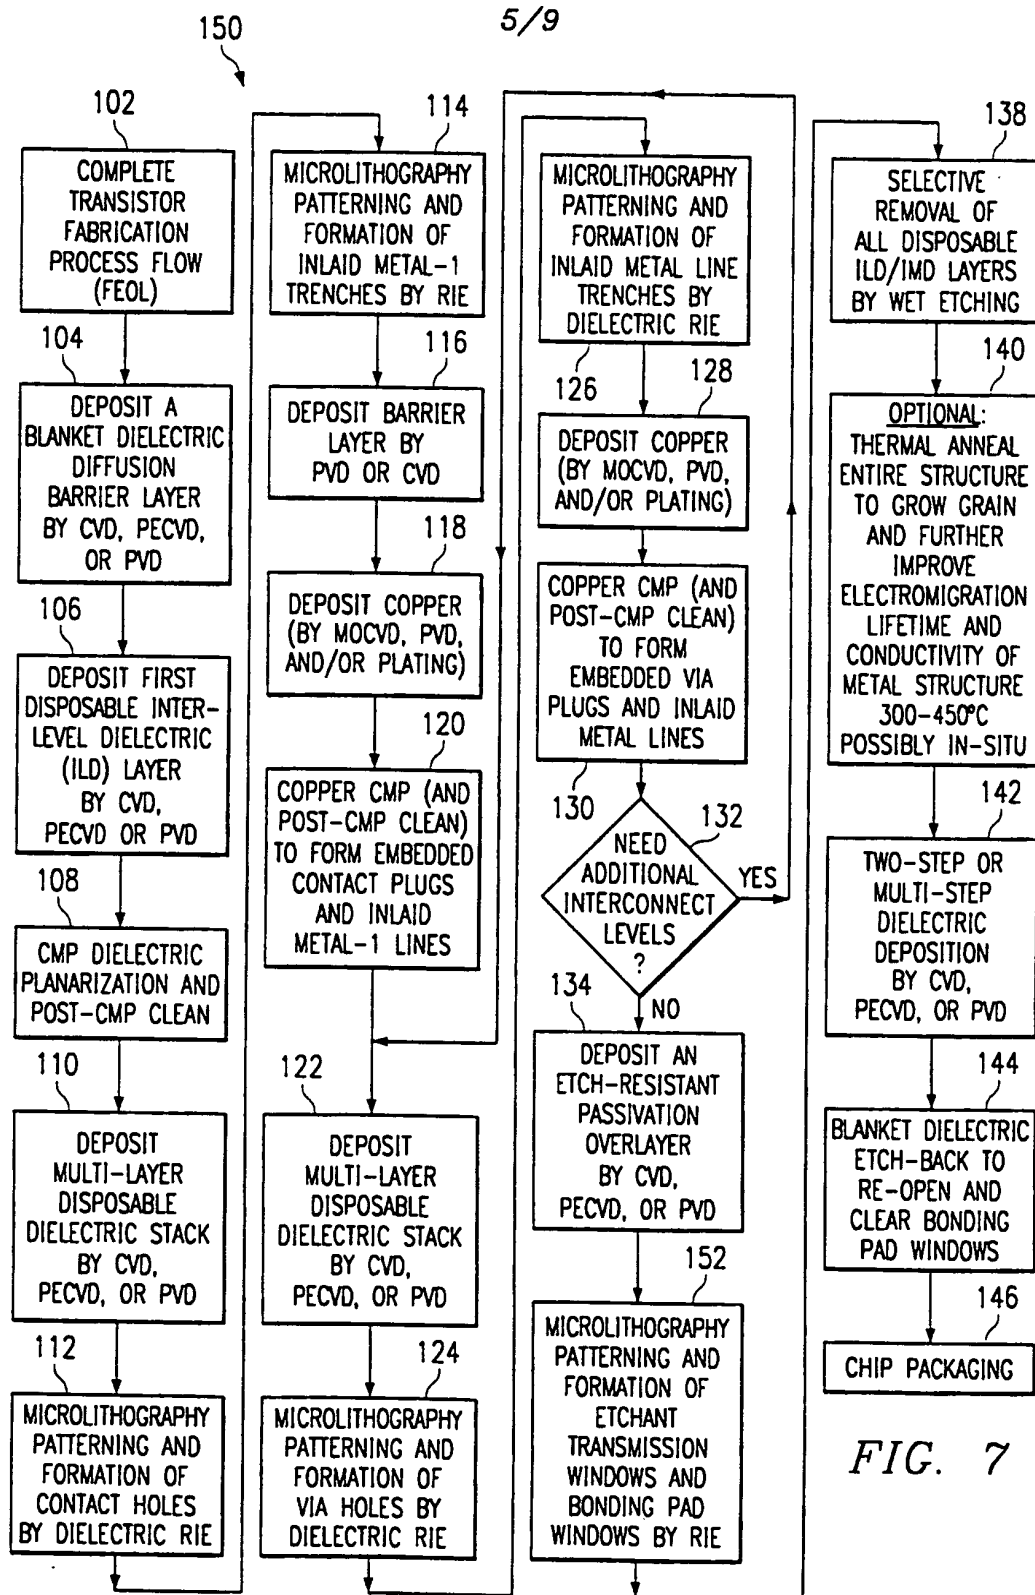 5/9
150
102
COMPLETE
TRANSISTOR
FABRICATION
PROCESS FLOW
(FEOL)
104
DEPOSIT A
BLANKET DIELECTRIC
DIFFUSION
BARRIER LAYER
BY CVD, PECVD,
OR PVD
106
DEPOSIT FIRST
DISPOSABLE INTER-
LEVEL DIELECTRIC
(ILD) LAYER
BY CVD,
PECVD OR PVD
108
CMP DIELECTRIC
PLANARIZATION AND
POST-CMP CLEAN
110
DEPOSIT
MULTI-LAYER
DISPOSABLE
DIELECTRIC STACK
BY CVD,
PECVD, OR PVD
112
MICROLITHOGRAPHY
PATTERNING AND
FORMATION OF
CONTACT HOLES
BY DIELECTRIC RIE
114
MICROLITHOGRAPHY
PATTERNING AND
FORMATION OF
INLAID METAL-1
TRENCHES BY RIE
116
DEPOSIT BARRIER
LAYER BY
PVD OR CVD
118
DEPOSIT COPPER
(BY MOCVD, PVD,
AND/OR PLATING)
120
COPPER CMP (AND
POST-CMP CLEAN)
TO FORM EMBEDDED
CONTACT PLUGS
AND INLAID
METAL-1 LINES
122
DEPOSIT
MULTI-LAYER
DISPOSABLE
DIELECTRIC STACK
BY CVD,
PECVD, OR PVD
124
MICROLITHOGRAPHY
PATTERNING AND
FORMATION OF
VIA HOLES BY
DIELECTRIC RIE
MICROLITHOGRAPHY
PATTERNING AND
FORMATION OF
INLAID METAL LINE
TRENCHES BY
DIELECTRIC RIE
126
128
DEPOSIT COPPER
(BY MOCVD, PVD,
AND/OR PLATING)
COPPER CMP (AND
POST-CMP CLEAN)
TO FORM
EMBEDDED VIA
PLUGS AND INLAID
METAL LINES
130
132
NEED
ADDITIONAL
INTERCONNECT
LEVELS
?
YES
NO
134
DEPOSIT AN
ETCH-RESISTANT
PASSIVATION
OVERLAYER
BY CVD,
PECVD, OR PVD
152
MICROLITHOGRAPHY
PATTERNING AND
FORMATION OF
ETCHANT
TRANSMISSION
WINDOWS AND
BONDING PAD
WINDOWS BY RIE
138
SELECTIVE
REMOVAL OF
ALL DISPOSABLE
ILD/IMD LAYERS
BY WET ETCHING
140
OPTIONAL:
THERMAL ANNEAL
ENTIRE STRUCTURE
TO GROW GRAIN
AND FURTHER
IMPROVE
ELECTROMIGRATION
LIFETIME AND
CONDUCTIVITY OF
METAL STRUCTURE
300-450°C
POSSIBLY IN-SITU
142
TWO-STEP OR
MULTI-STEP
DIELECTRIC
DEPOSITION
BY CVD,
PECVD, OR PVD
144
BLANKET DIELECTRIC
ETCH-BACK TO
RE-OPEN AND
CLEAR BONDING
PAD WINDOWS
146
CHIP PACKAGING
FIG. 7